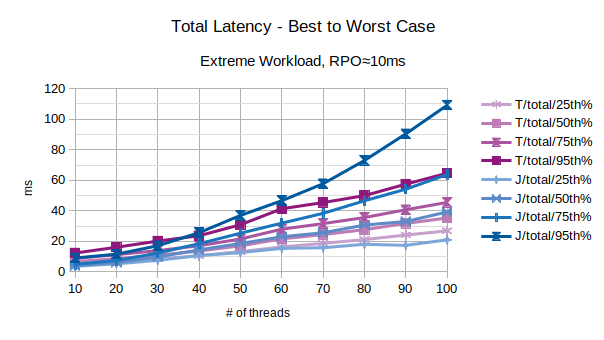 Total Latency - Best to Worst Case
Extreme Workload, RPO≈10ms
120
100
80
60
40
20
0
ms
10 20 30 40 50 60 70 80 90 100
# of threads
T/total/25th%
T/total/50th%
T/total/75th%
T/total/95th%
J/total/25th%
J/total/50th%
J/total/75th%
J/total/95th%